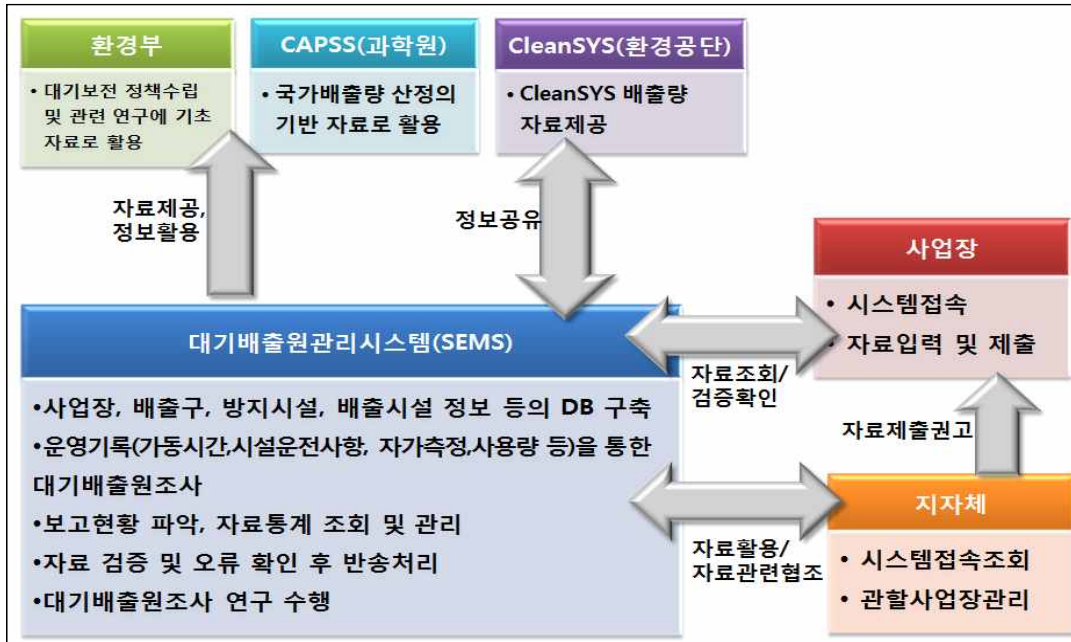 환경부
• 대기보전 정책수립
및 관련 연구에 기초
자료로 활용
CAPSS(과학원)
• 국가배출량 산정의
기반 자료로 활용
CleanSYS(환경공단)
• CleanSYS 배출량
자료제공
자료제공,
정보활용
정보공유
사업장
• 시스템접속
• 자료입력 및 제출
대기배출원관리시스템(SEMS)
•사업장, 배출구, 방지시설, 배출시설 정보 등의 DB 구축
•운영기록(가동시간,시설운전사항, 자가측정,사용량 등)을 통한
대기배출원조사
•보고현황 파악, 자료통계 조회 및 관리
•자료 검증 및 오류 확인 후 반송처리
•대기배출원조사 연구 수행
자료조회/
검증확인
자료제출권고
자료활용/
자료관련협조
지자체
• 시스템접속조회
• 관할사업장관리